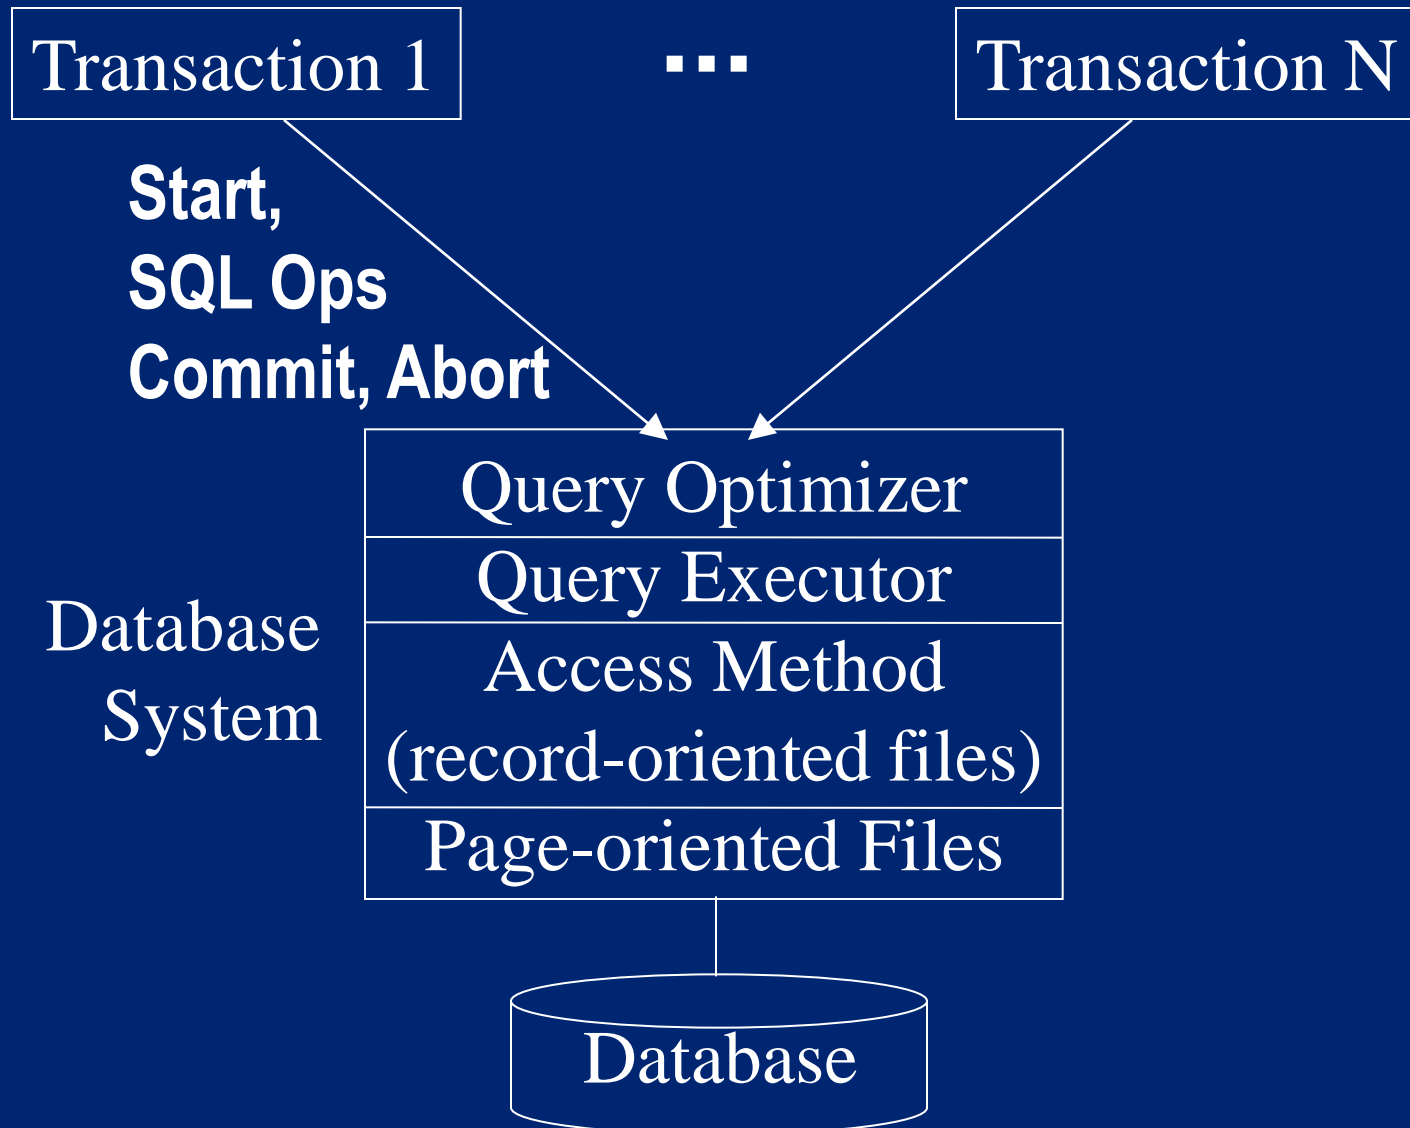 Transaction 1
...
Transaction N
Start,
SQL Ops
Commit, Abort
Query Optimizer
Query Executor
Database
System
Access Method
(record-oriented files)
Page-oriented Files
Database